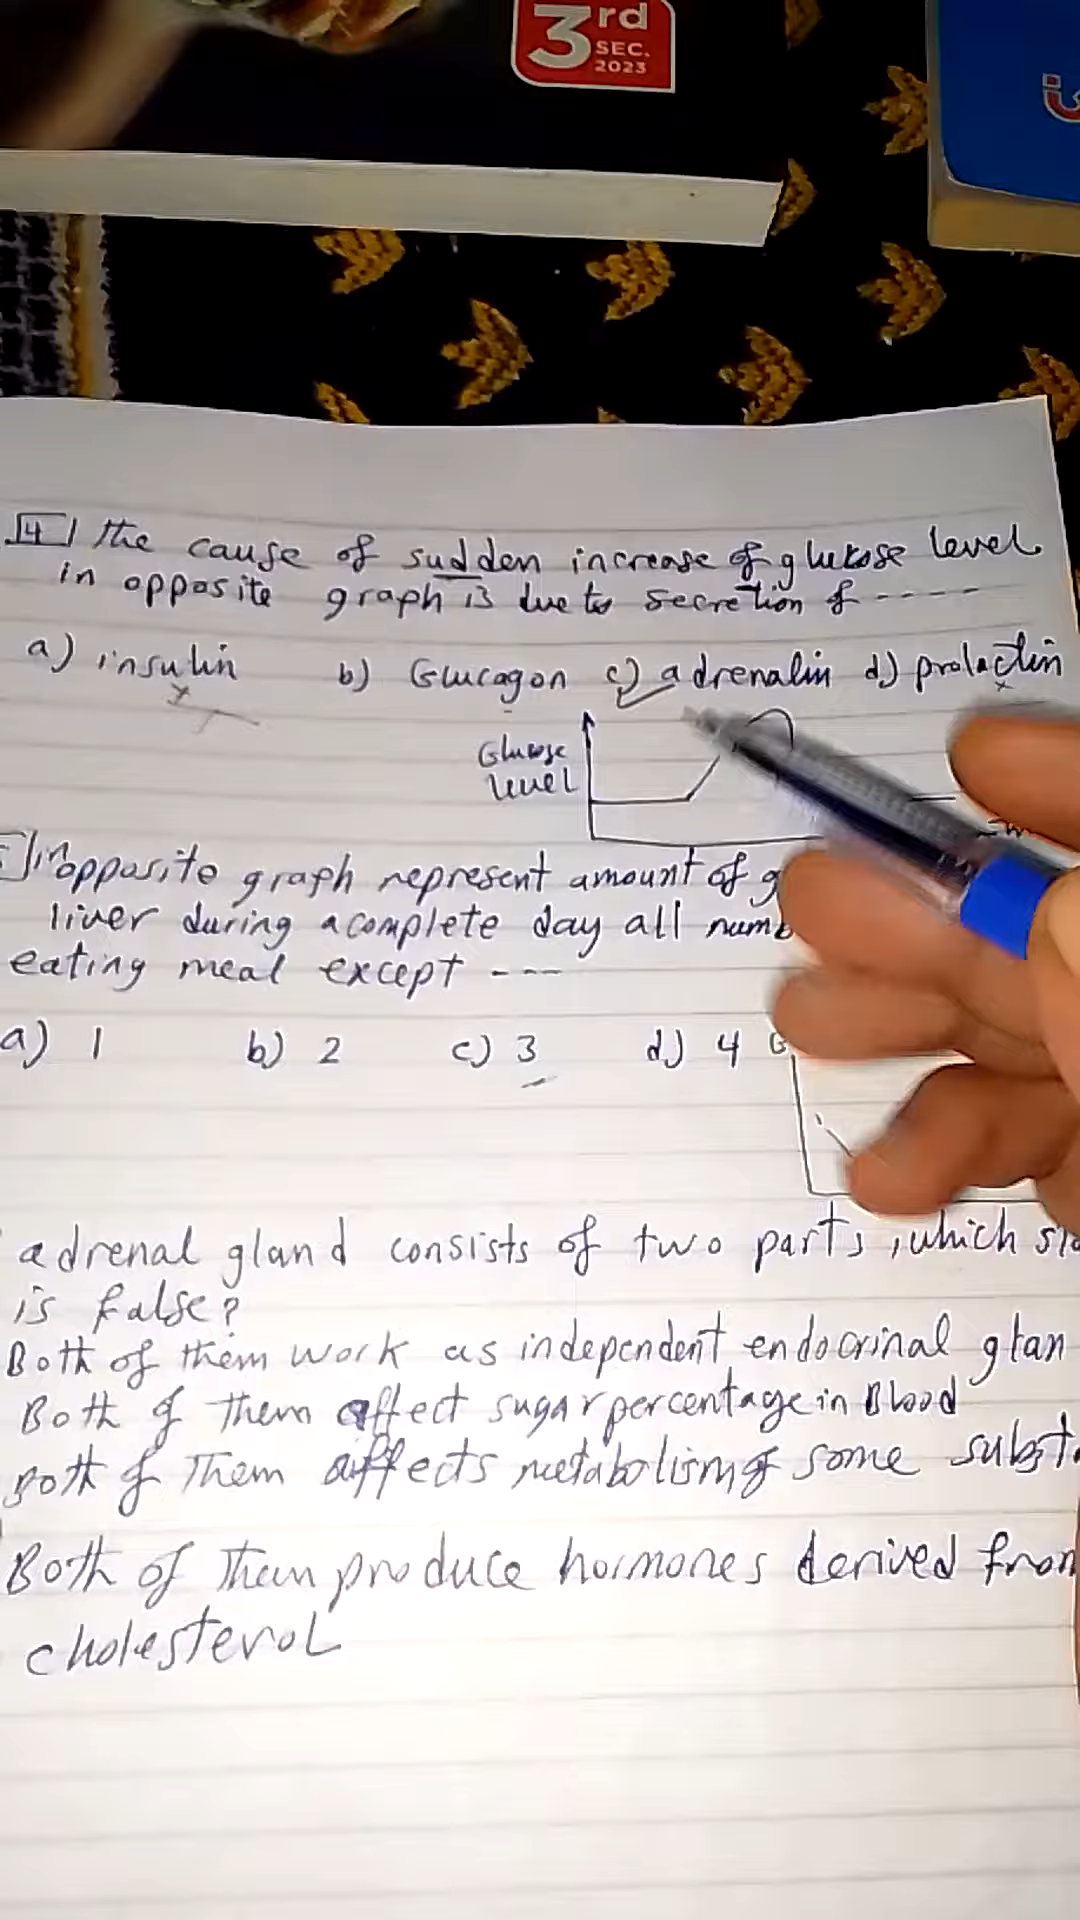 3rd
SEC.
2023
4 the cause of sudden increase of glukose level
in opposite graph is due to secretion of ----
a) insulin b) Glucagon c) adrenalin d) prolactin
Glucose
level
in opposite graph represent amount of g
liver during a complete day all numb
eating meal except ---
a) 1 b) 2 c) 3 d) 4 G
adrenal gland consists of two parts, which
is false?
Both of them work as independent endocrinal glan
Both of them affect sugar percentage in Blood
Both of Them affects metabolism of some subst
Both of Them produce hormones derived from
cholesterol